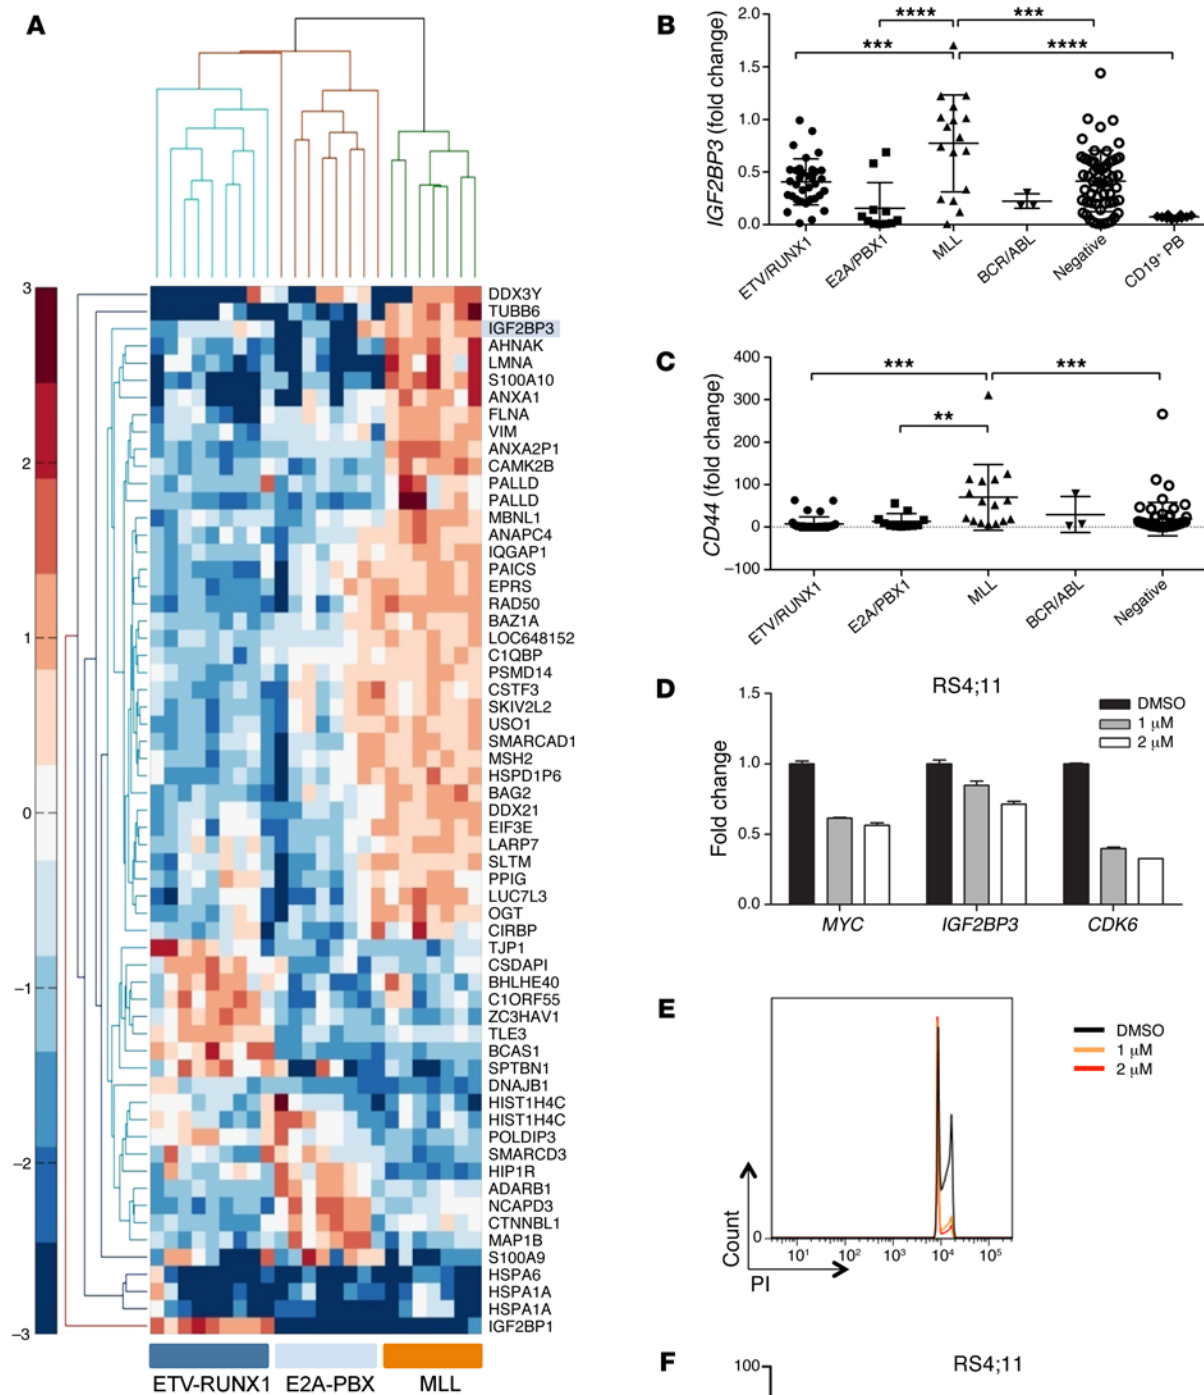 A
3
2
1
0
−1
−2
−3
DDX3Y
TUBB6
IGF2BP3
AHNAK
LMNA
S100A10
ANXA1
FLNA
VIM
ANXA2P1
CAMK2B
PALLD
PALLD
MBNL1
ANAPC4
IQGAP1
PAICS
EPRS
RAD50
BAZ1A
LOC648152
C1QBP
PSMD14
CSTF3
SKIV2L2
USO1
SMARCAD1
MSH2
HSPD1P6
BAG2
DDX21
EIF3E
LARP7
SLTM
PPIG
LUC7L3
OGT
CIRBP
TJP1
CSDAPI
BHLHE40
C1ORF55
ZC3HAV1
TLE3
BCAS1
SPTBN1
DNAJB1
HIST1H4C
HIST1H4C
POLDIP3
SMARCD3
HIP1R
ADARB1
NCAPD3
CTNNBL1
MAP1B
S100A9
HSPA6
HSPA1A
HSPA1A
IGF2BP1
ETV-RUNX1 E2A-PBX MLL
B
IGF2BP3 (fold change)
2.0
1.5
1.0
0.5
0.0
**** ***
*** ****
ETV/RUNX1 E2A/PBX1 MLL BCR/ABL Negative CD19⁺ PB
C
CD44 (fold change)
400
300
200
100
0
−100
*** ***
**
ETV/RUNX1 E2A/PBX1 MLL BCR/ABL Negative
D
RS4;11
Fold change
1.5
1.0
0.5
0.0
DMSO
1 μM
2 μM
MYC IGF2BP3 CDK6
E
DMSO
1 μM
2 μM
Count
0
10¹ 10² 10³ 10⁴ 10⁵
PI
F
RS4;11
100